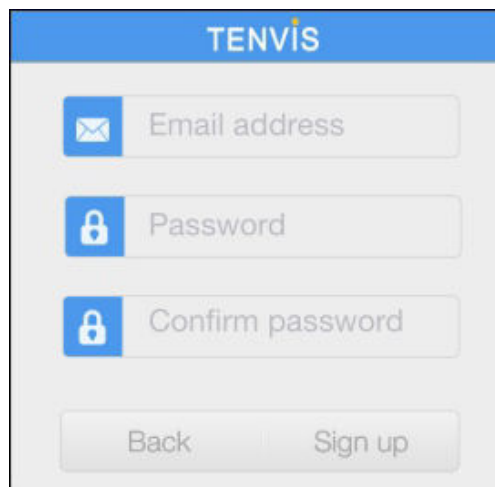 TENVIS
Email address
Password
Confirm password
Back Sign up